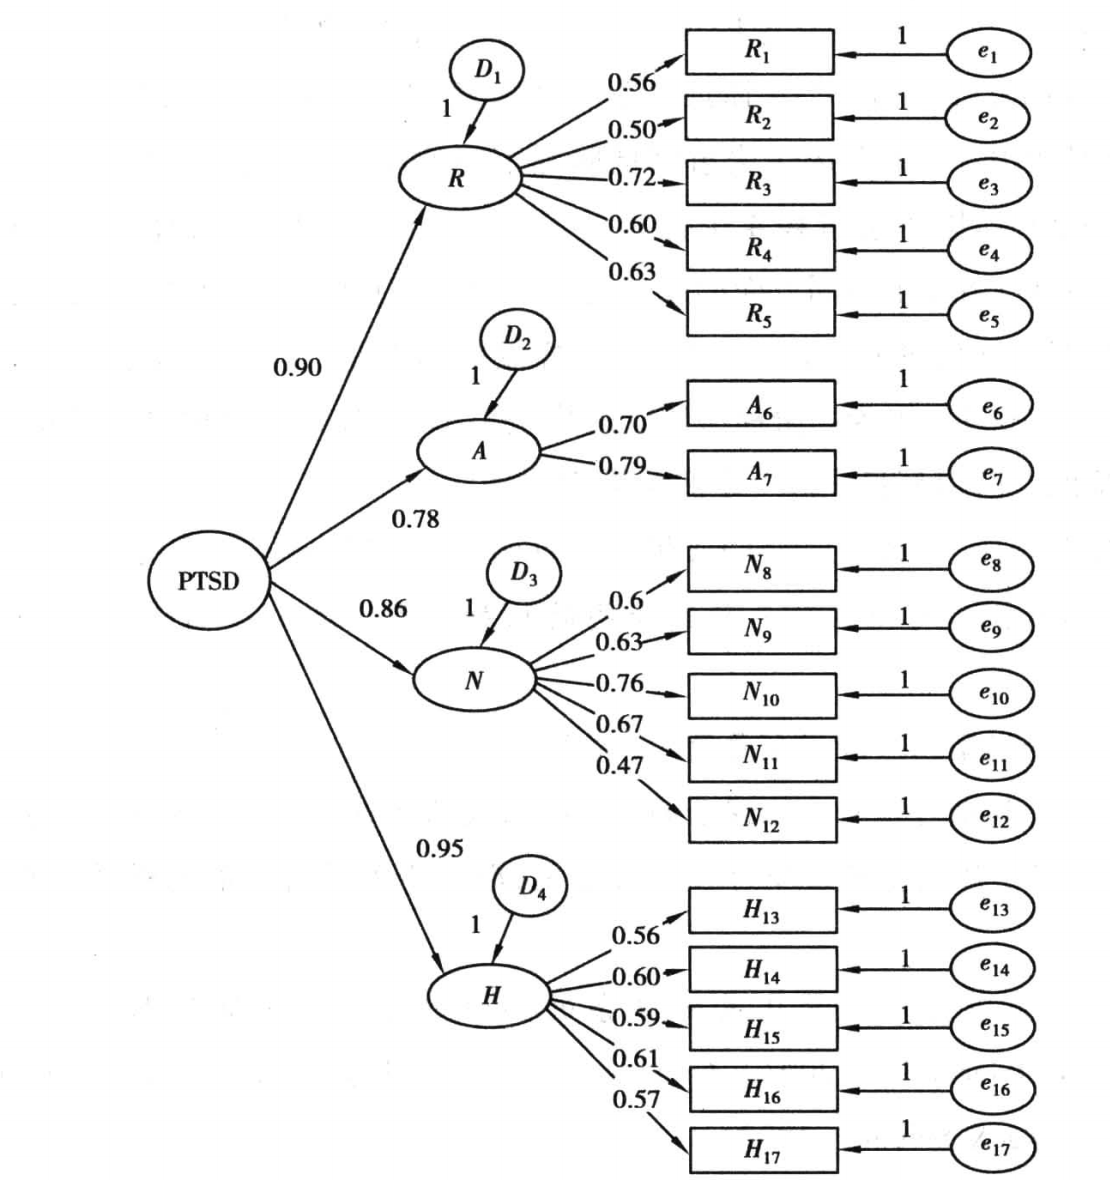 R₁
1
e₁
D₁
0.56
1
R₂
1
e₂
0.50
R
0.72
R₃
1
e₃
0.60
R₄
1
e₄
0.63
R₅
1
e₅
D₂
0.90
1
A₆
1
e₆
0.70
A
0.79
A₇
1
e₇
0.78
PTSD
D₃
N₈
1
e₈
0.86
1
0.6
0.63
N₉
1
e₉
N
0.76
N₁₀
1
e₁₀
0.67
N₁₁
1
e₁₁
0.47
N₁₂
1
e₁₂
0.95
D₄
1
0.56
H₁₃
1
e₁₃
0.60
H₁₄
1
e₁₄
H
0.59
H₁₅
1
e₁₅
0.61
H₁₆
1
e₁₆
0.57
H₁₇
1
e₁₇